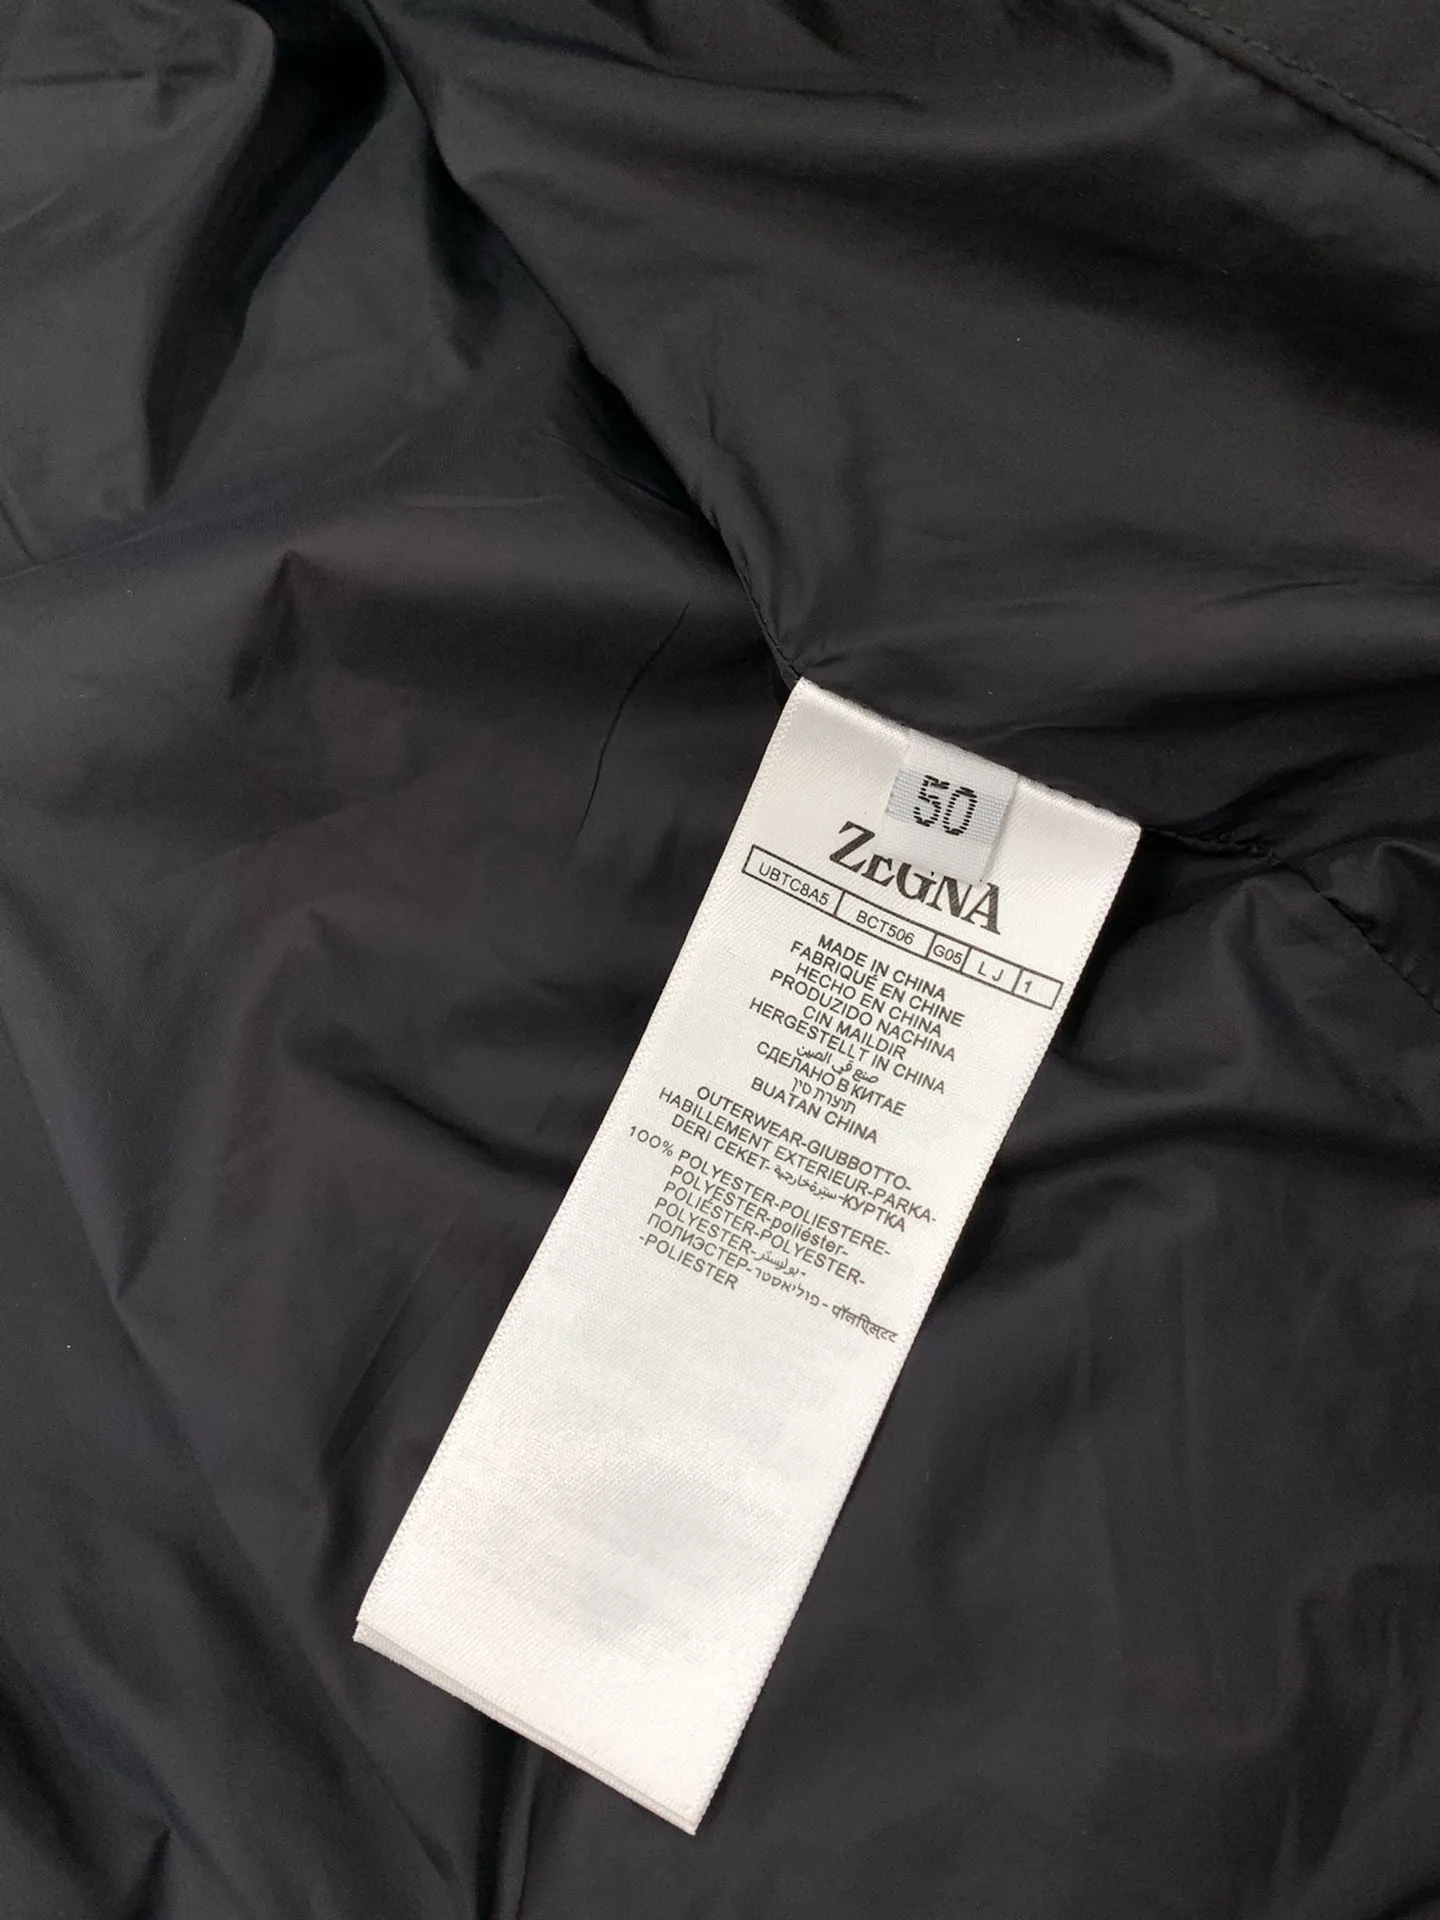 50
ZEGNA
UBTC8A5 BCT506 G05 L J 1
MADE IN CHINA
FABRIQUÉ EN CHINE
HECHO EN CHINA
PRODUZIDO NACHINA
CIN MAILDIR
HERGESTELLT IN CHINA
صنع في الصين
СДЕЛАНО В КИТАЕ
תוצרת סין
BUATAN CHINA
OUTERWEAR-GIUBBOTTO-
HABILLEMENT EXTERIEUR-PARKA-
DERI CEKET-سترة خارجية-КУРТКА
100% POLYESTER-POLIESTERE-
POLYESTER-poliéster-
POLIÉSTER-POLYESTER-
POLYESTER-بوليستر-
ПОЛИЭСТЕР-פוליאסטר-
-POLIESTER